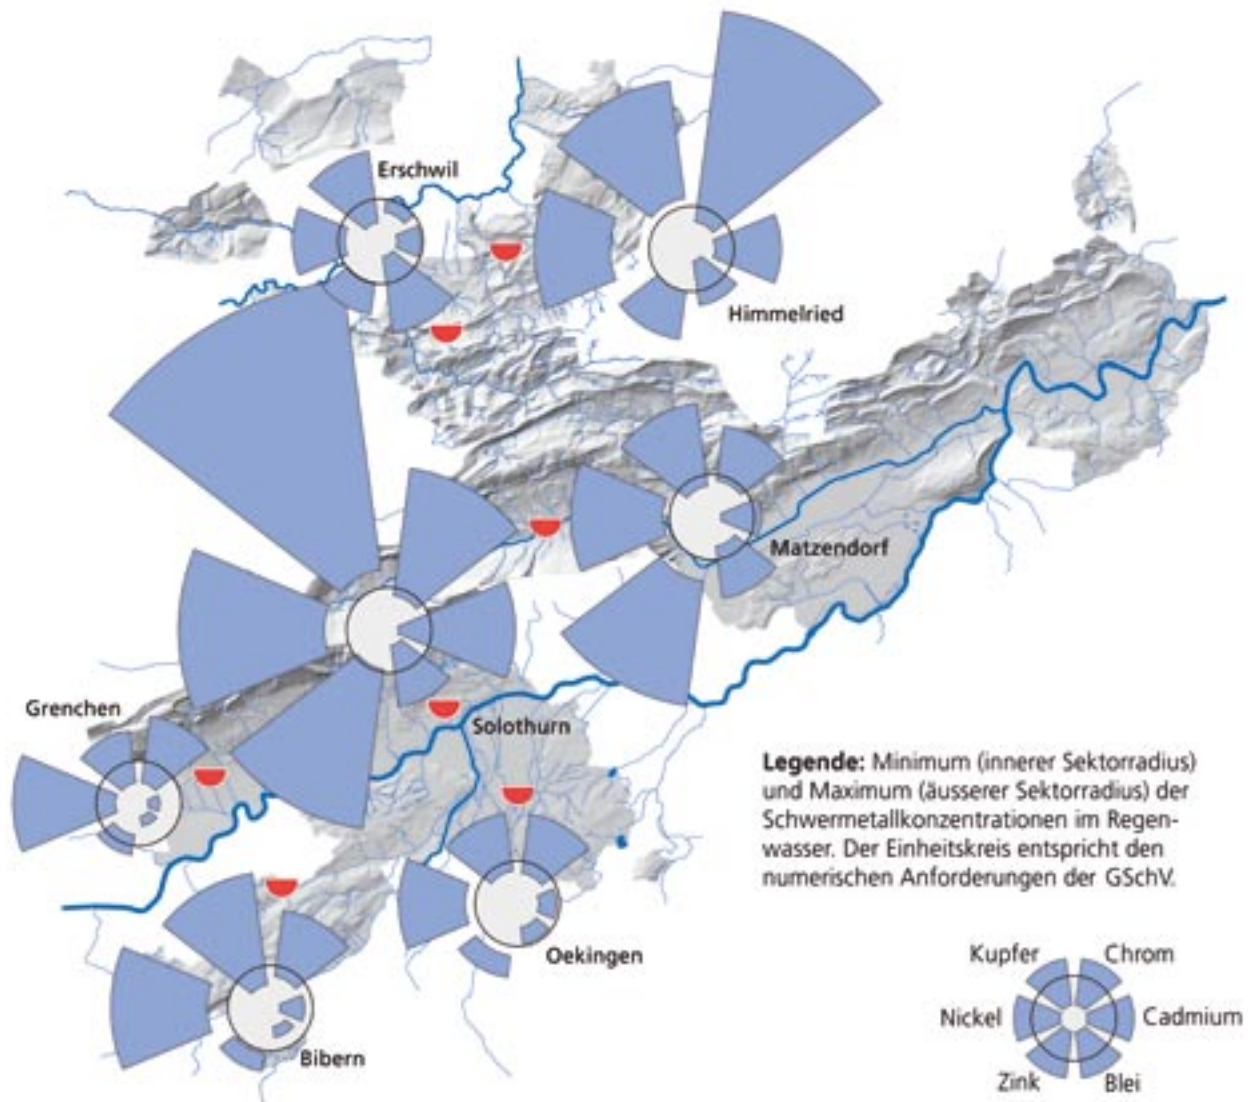 Erschwil
Himmelried
Matzendorf
Grenchen
Solothurn
Oekingen
Bibern
Legende: Minimum (innerer Sektorradius)
und Maximum (äusserer Sektorradius) der
Schwermetallkonzentrationen im Regen-
wasser. Der Einheitskreis entspricht den
numerischen Anforderungen der GSchV.
Kupfer Chrom
Nickel Cadmium
Zink Blei